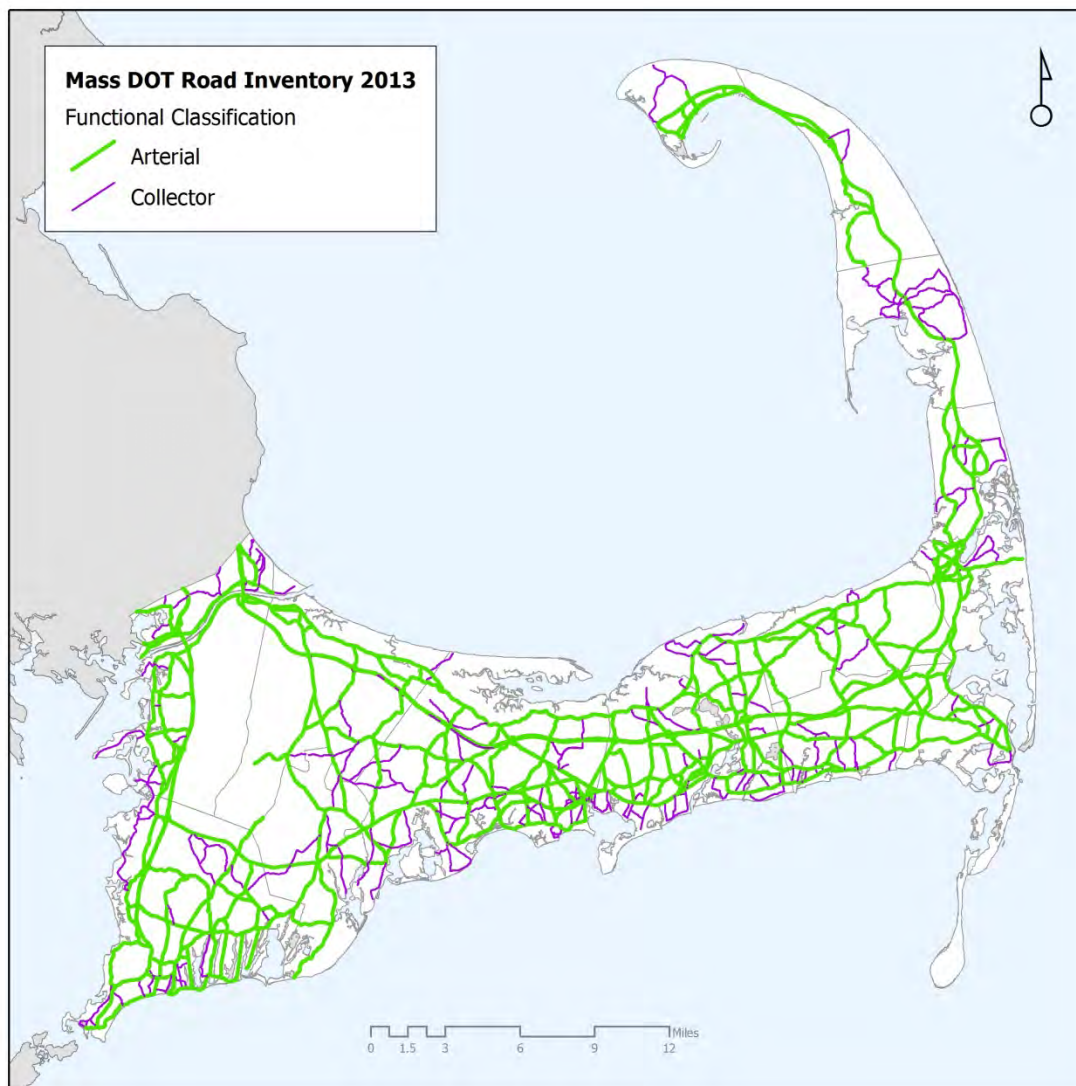 Mass DOT Road Inventory 2013
Functional Classification
Arterial
Collector
Miles
0 1.5 3 6 9 12